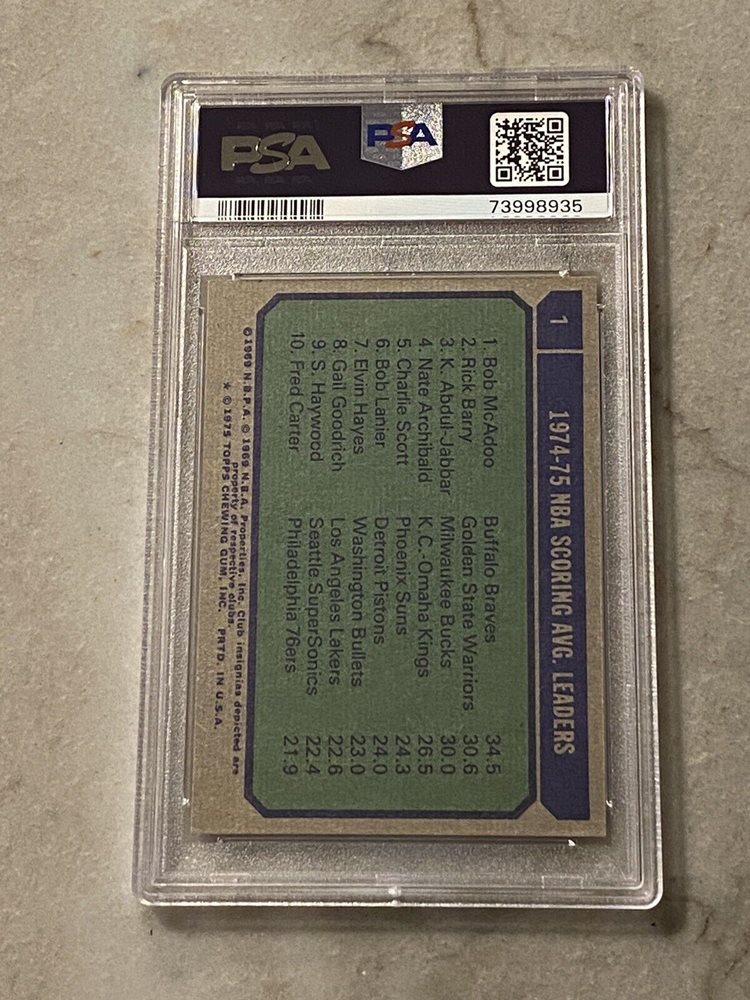 PSA
PSA
73998935
1
1974-75 NBA SCORING AVG. LEADERS
1. Bob McAdoo Buffalo Braves 34.5
2. Rick Barry Golden State Warriors 30.6
3. K. Abdul-Jabbar Milwaukee Bucks 30.0
4. Nate Archibald K.C.-Omaha Kings 26.5
5. Charlie Scott Phoenix Suns 24.3
6. Bob Lanier Detroit Pistons 24.0
7. Elvin Hayes Washington Bullets 23.0
8. Gail Goodrich Los Angeles Lakers 22.6
9. S. Haywood Seattle SuperSonics 22.4
10. Fred Carter Philadelphia 76ers 21.9
© 1969 N.B.P.A. © 1969 N.B.A. Properties, Inc. Club insignias depicted are
property of respective clubs.
* © 1975 TOPPS CHEWING GUM, INC. PRTD. IN U.S.A.